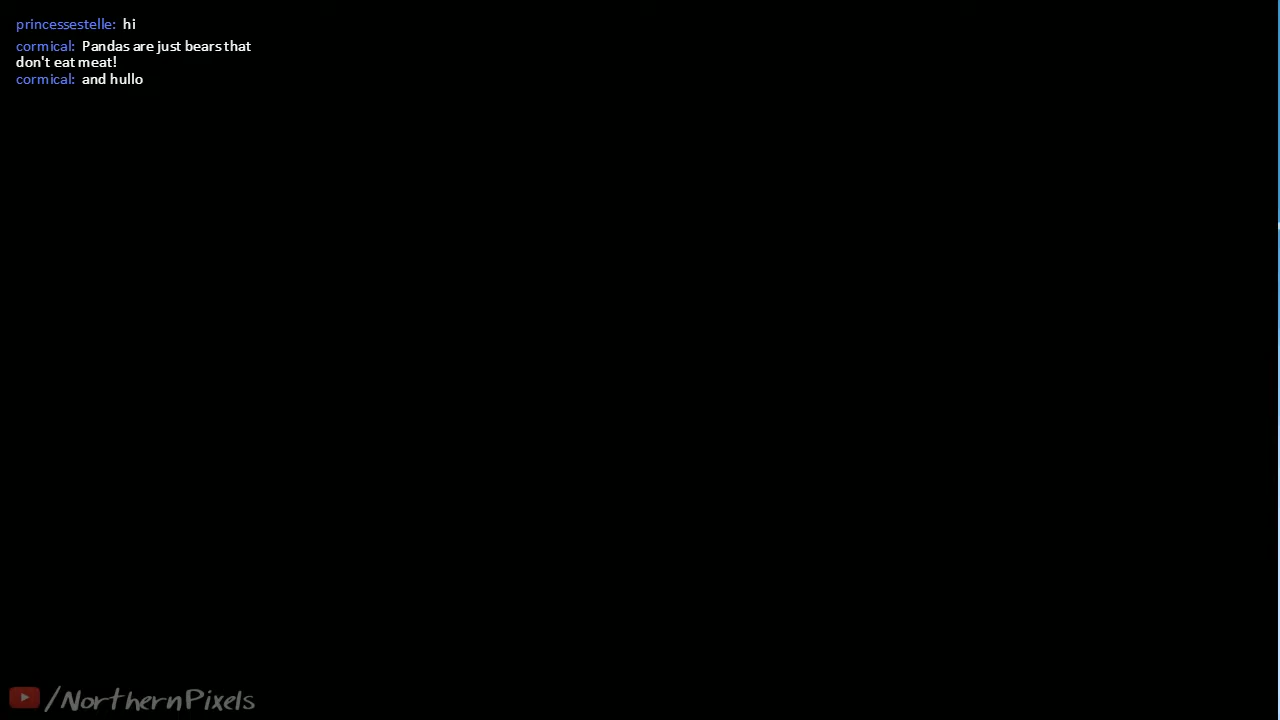 princessestelle: hi
cormical: Pandas are just bears that
don't eat meat!
cormical: and hullo
/NorthernPixels